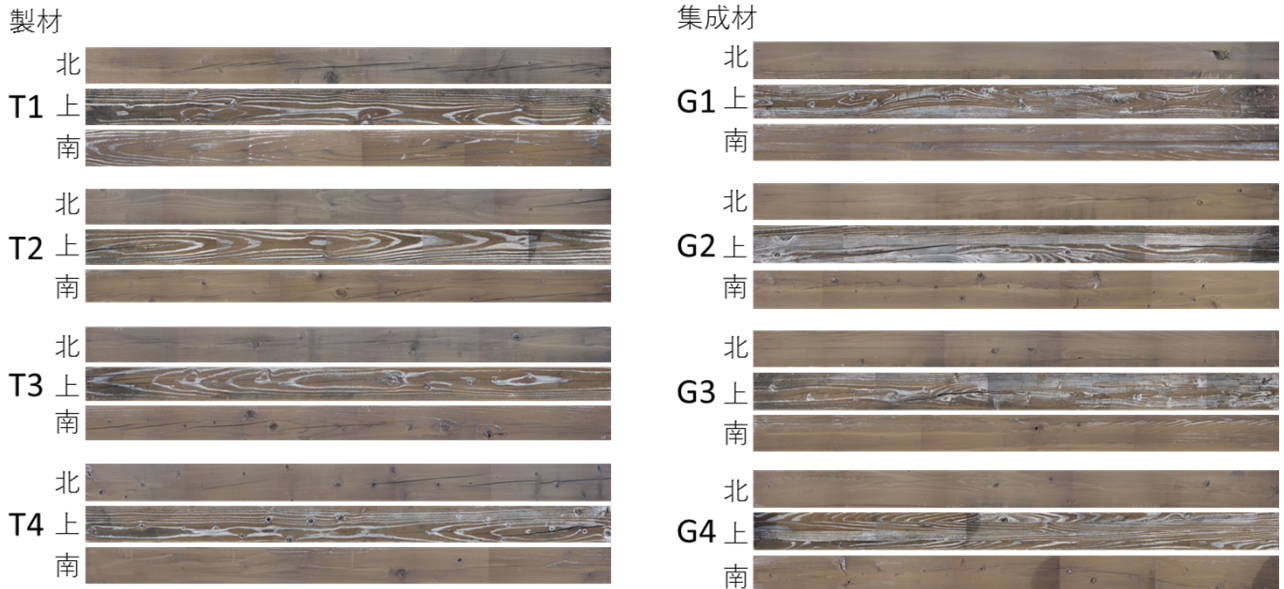 製材
北
T1 上
南
北
T2 上
南
北
T3 上
南
北
T4 上
南
集成材
北
G1 上
南
北
G2 上
南
北
G3 上
南
北
G4 上
南